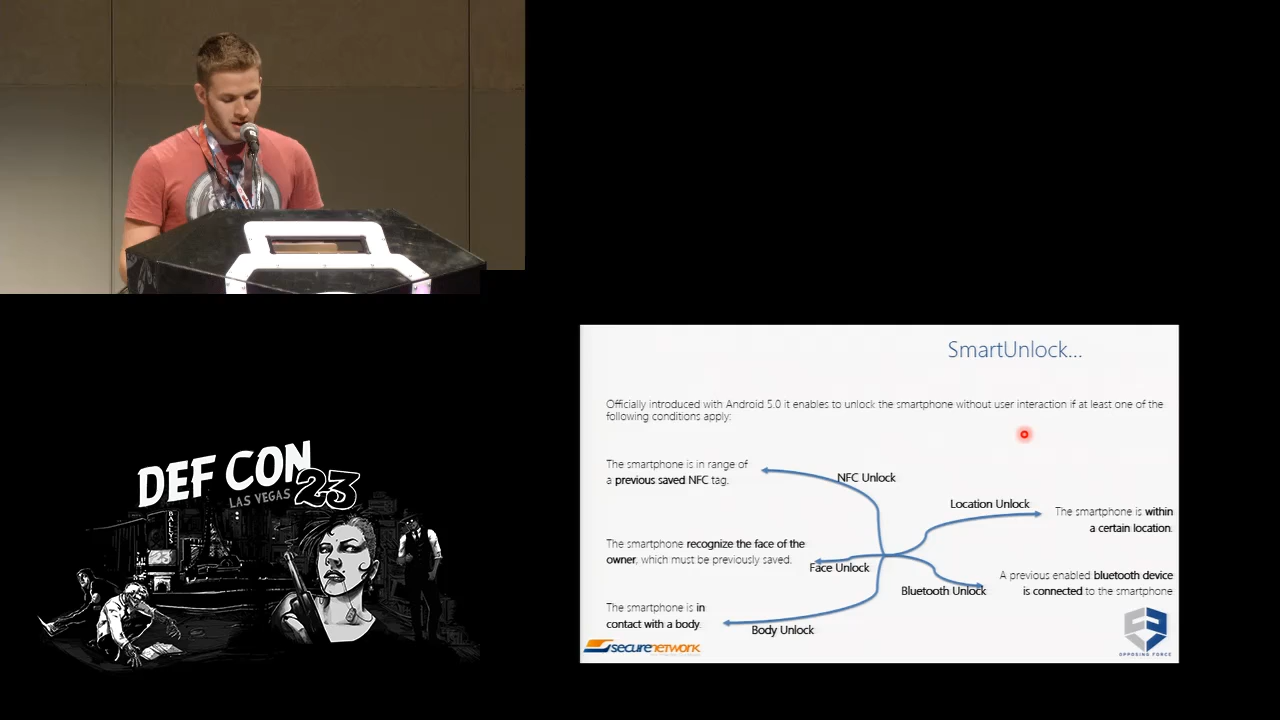 SmartUnlock...
Officially introduced with Android 5.0 it enables to unlock the smartphone without user interaction if at least one of the
following conditions apply:
The smartphone is in range of
a previous saved NFC tag.
NFC Unlock
Location Unlock
The smartphone is within
a certain location.
The smartphone recognize the face of the
owner, which must be previously saved.
Face Unlock
Bluetooth Unlock
A previous enabled bluetooth device
is connected to the smartphone
The smartphone is in
contact with a body.
Body Unlock
securenetwork
OPPOSING FORCE
DEF CON
LAS VEGAS 23
BALLYS